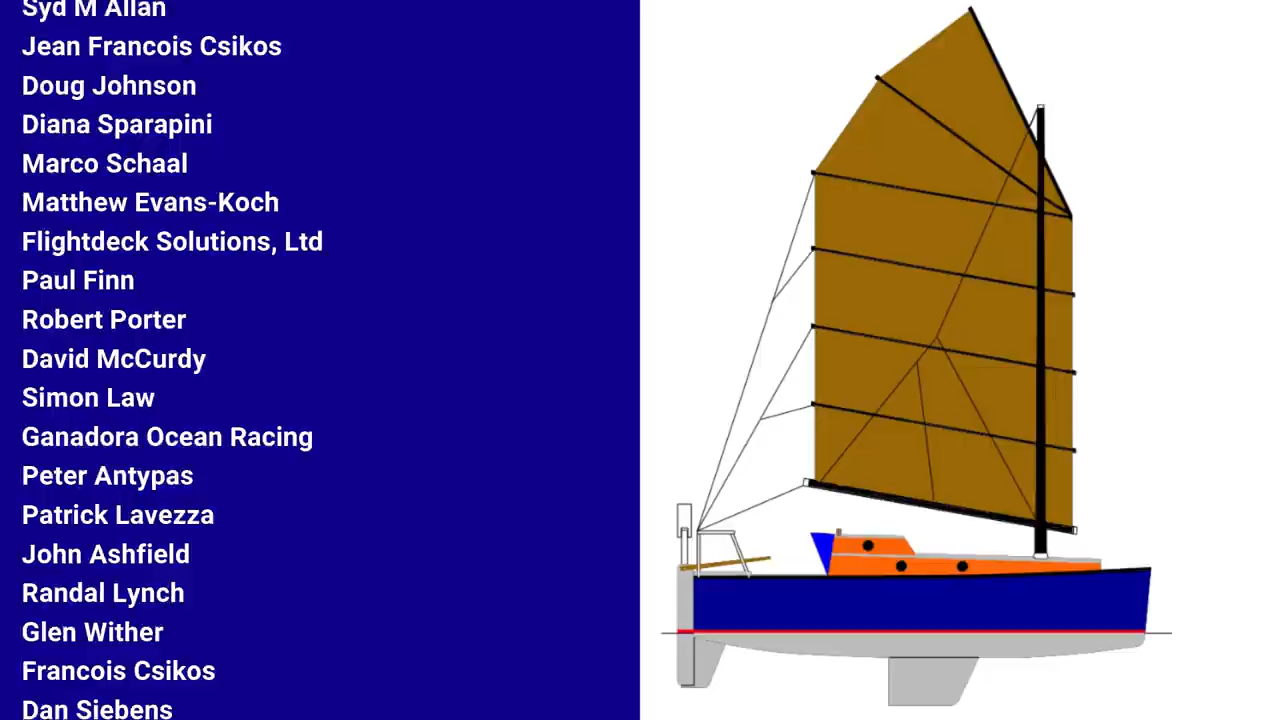 Syd M Allan
Jean Francois Csikos
Doug Johnson
Diana Sparapini
Marco Schaal
Matthew Evans-Koch
Flightdeck Solutions, Ltd
Paul Finn
Robert Porter
David McCurdy
Simon Law
Ganadora Ocean Racing
Peter Antypas
Patrick Lavezza
John Ashfield
Randal Lynch
Glen Wither
Francois Csikos
Dan Siebens